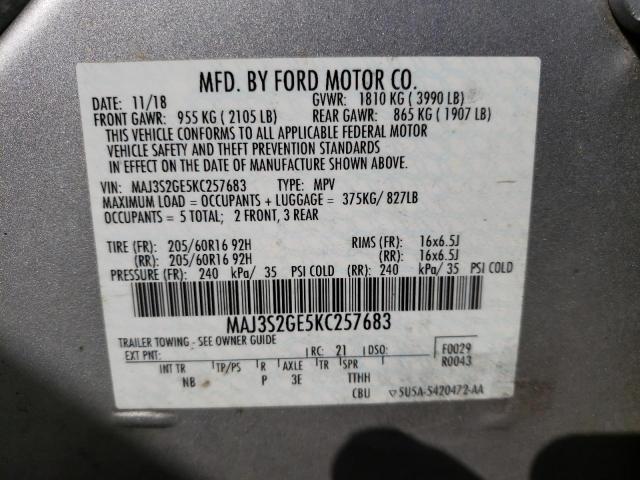 MFD. BY FORD MOTOR CO.
DATE: 11/18 GVWR: 1810 KG ( 3990 LB)
FRONT GAWR: 955 KG ( 2105 LB) REAR GAWR: 865 KG ( 1907 LB)
THIS VEHICLE CONFORMS TO ALL APPLICABLE FEDERAL MOTOR
VEHICLE SAFETY AND THEFT PREVENTION STANDARDS
IN EFFECT ON THE DATE OF MANUFACTURE SHOWN ABOVE.
VIN: MAJ3S2GE5KC257683 TYPE: MPV
MAXIMUM LOAD = OCCUPANTS + LUGGAGE = 375KG/ 827LB
OCCUPANTS = 5 TOTAL; 2 FRONT, 3 REAR
TIRE (FR): 205/60R16 92H RIMS (FR): 16x6.5J
(RR): 205/60R16 92H (RR): 16x6.5J
PRESSURE (FR): 240 kPa/ 35 PSI COLD (RR): 240 kPa/ 35 PSI COLD
MAJ3S2GE5KC257683
TRAILER TOWING - SEE OWNER GUIDE
EXT PNT: RC: 21 DSO: F0029
R0043
INT TR TP/PS R AXLE TR SPR
NB P 3E TTHH
CBU ▽5U5A-5420472-AA